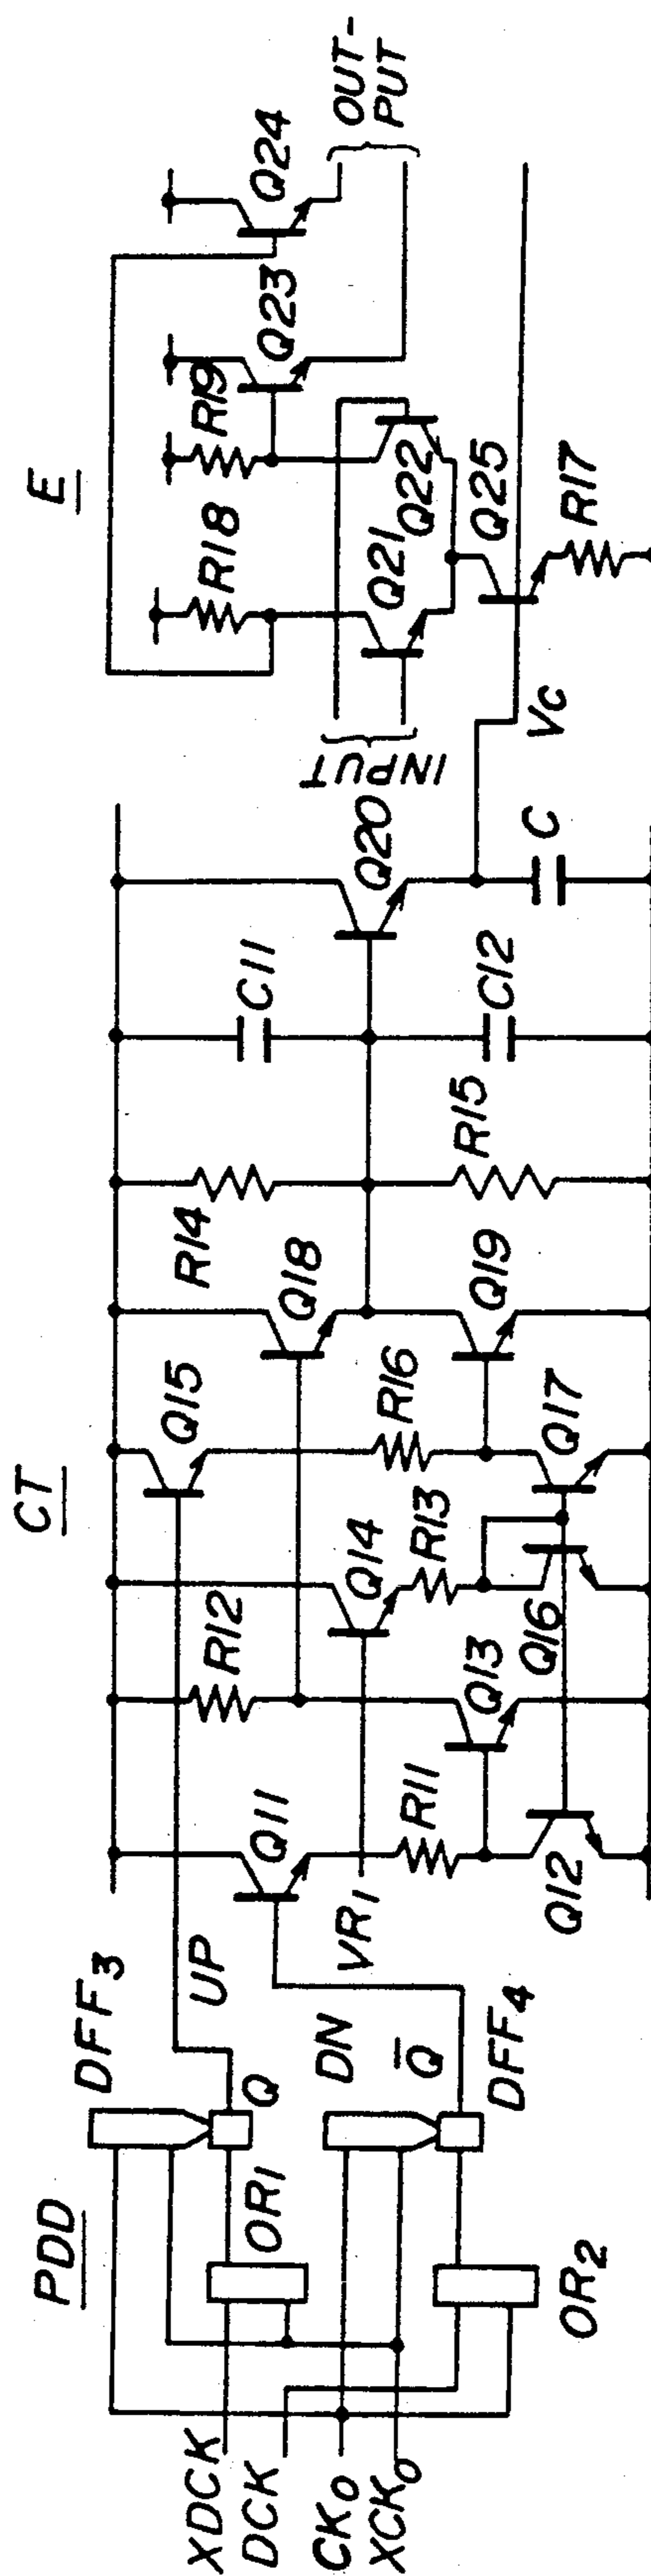 PDD
CT
E
DFF3
UP
Q
OR1
XDCK
DCK
CK0
XCK0
OR2
DN
Q̅
DFF4
VR1
Q11
R11
Q12
R12
Q13
Q14
R13
Q16
Q15
R16
Q17
Q18
Q19
R14
R15
C11
C12
Q20
C
Vc
INPUT
R18
Q21
R19
Q22
Q23
Q24
Q25
R17
OUT-
PUT